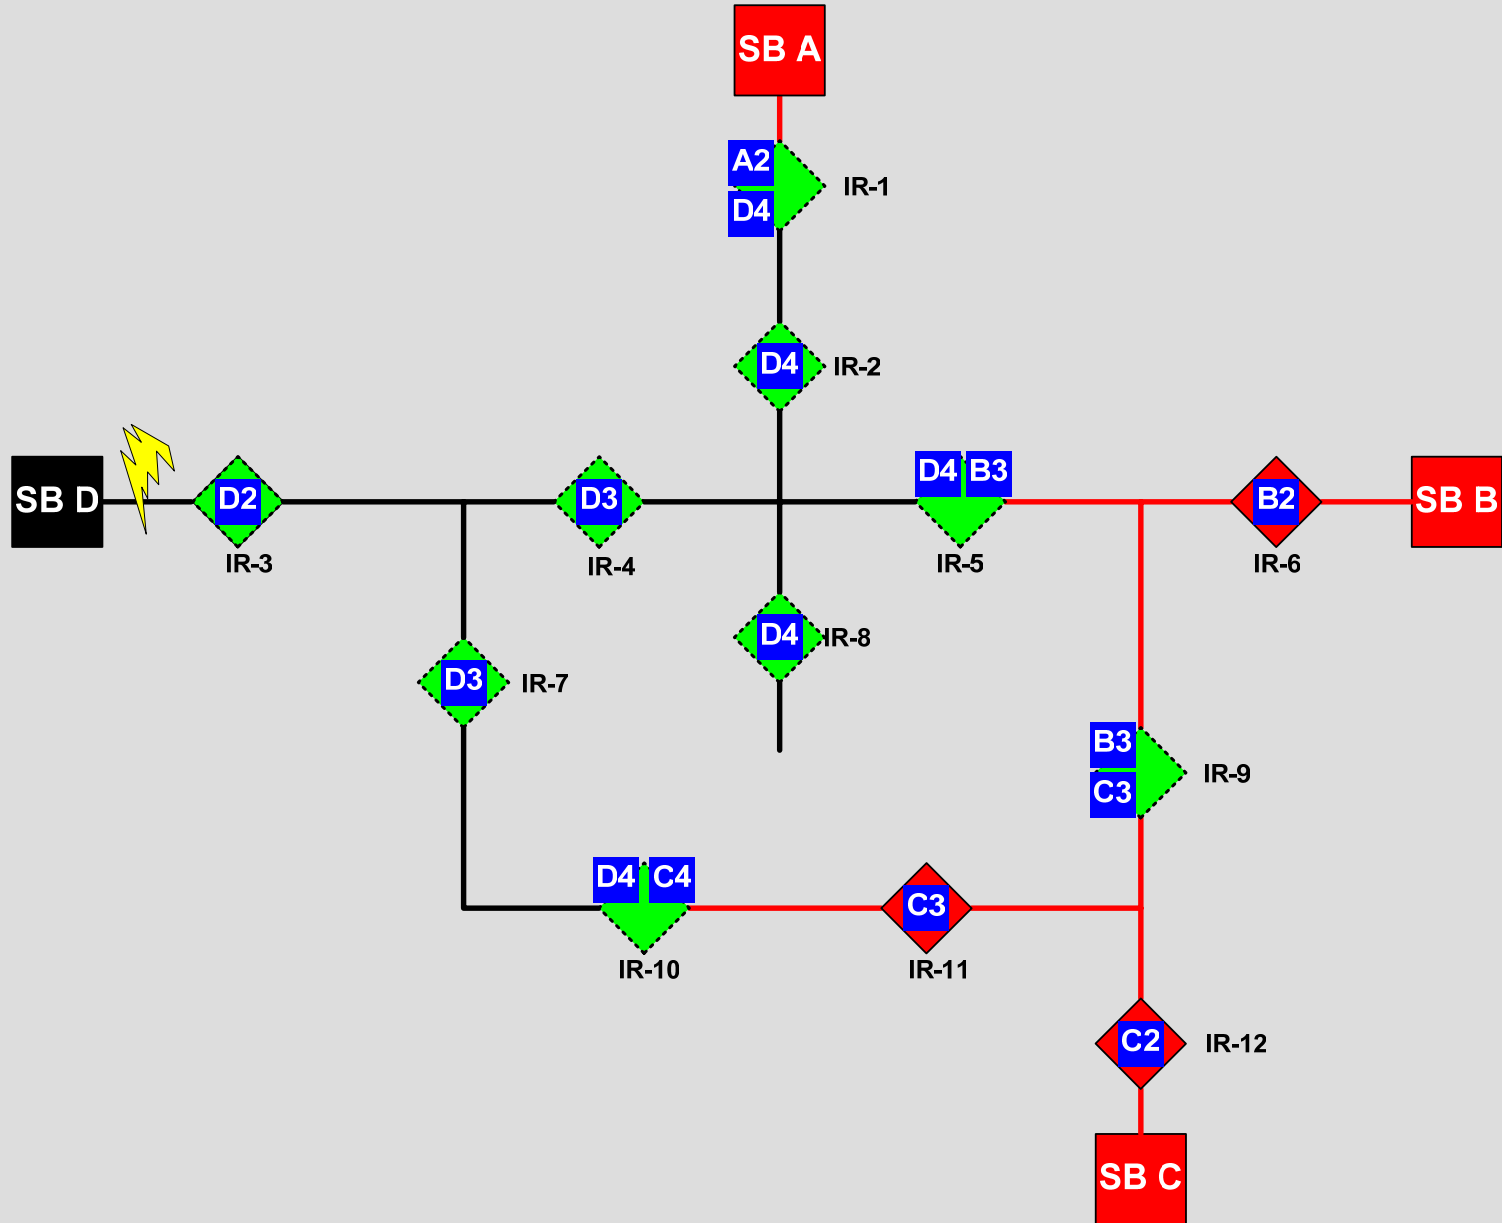 SB A
A2
IR-1
D4
D4
IR-2
D4 B3
SB D
D2
D3
B2
SB B
IR-3
IR-4
IR-5
IR-6
D4
IR-8
D3
IR-7
B3
IR-9
C3
D4 C4
C3
IR-10
IR-11
C2
IR-12
SB C